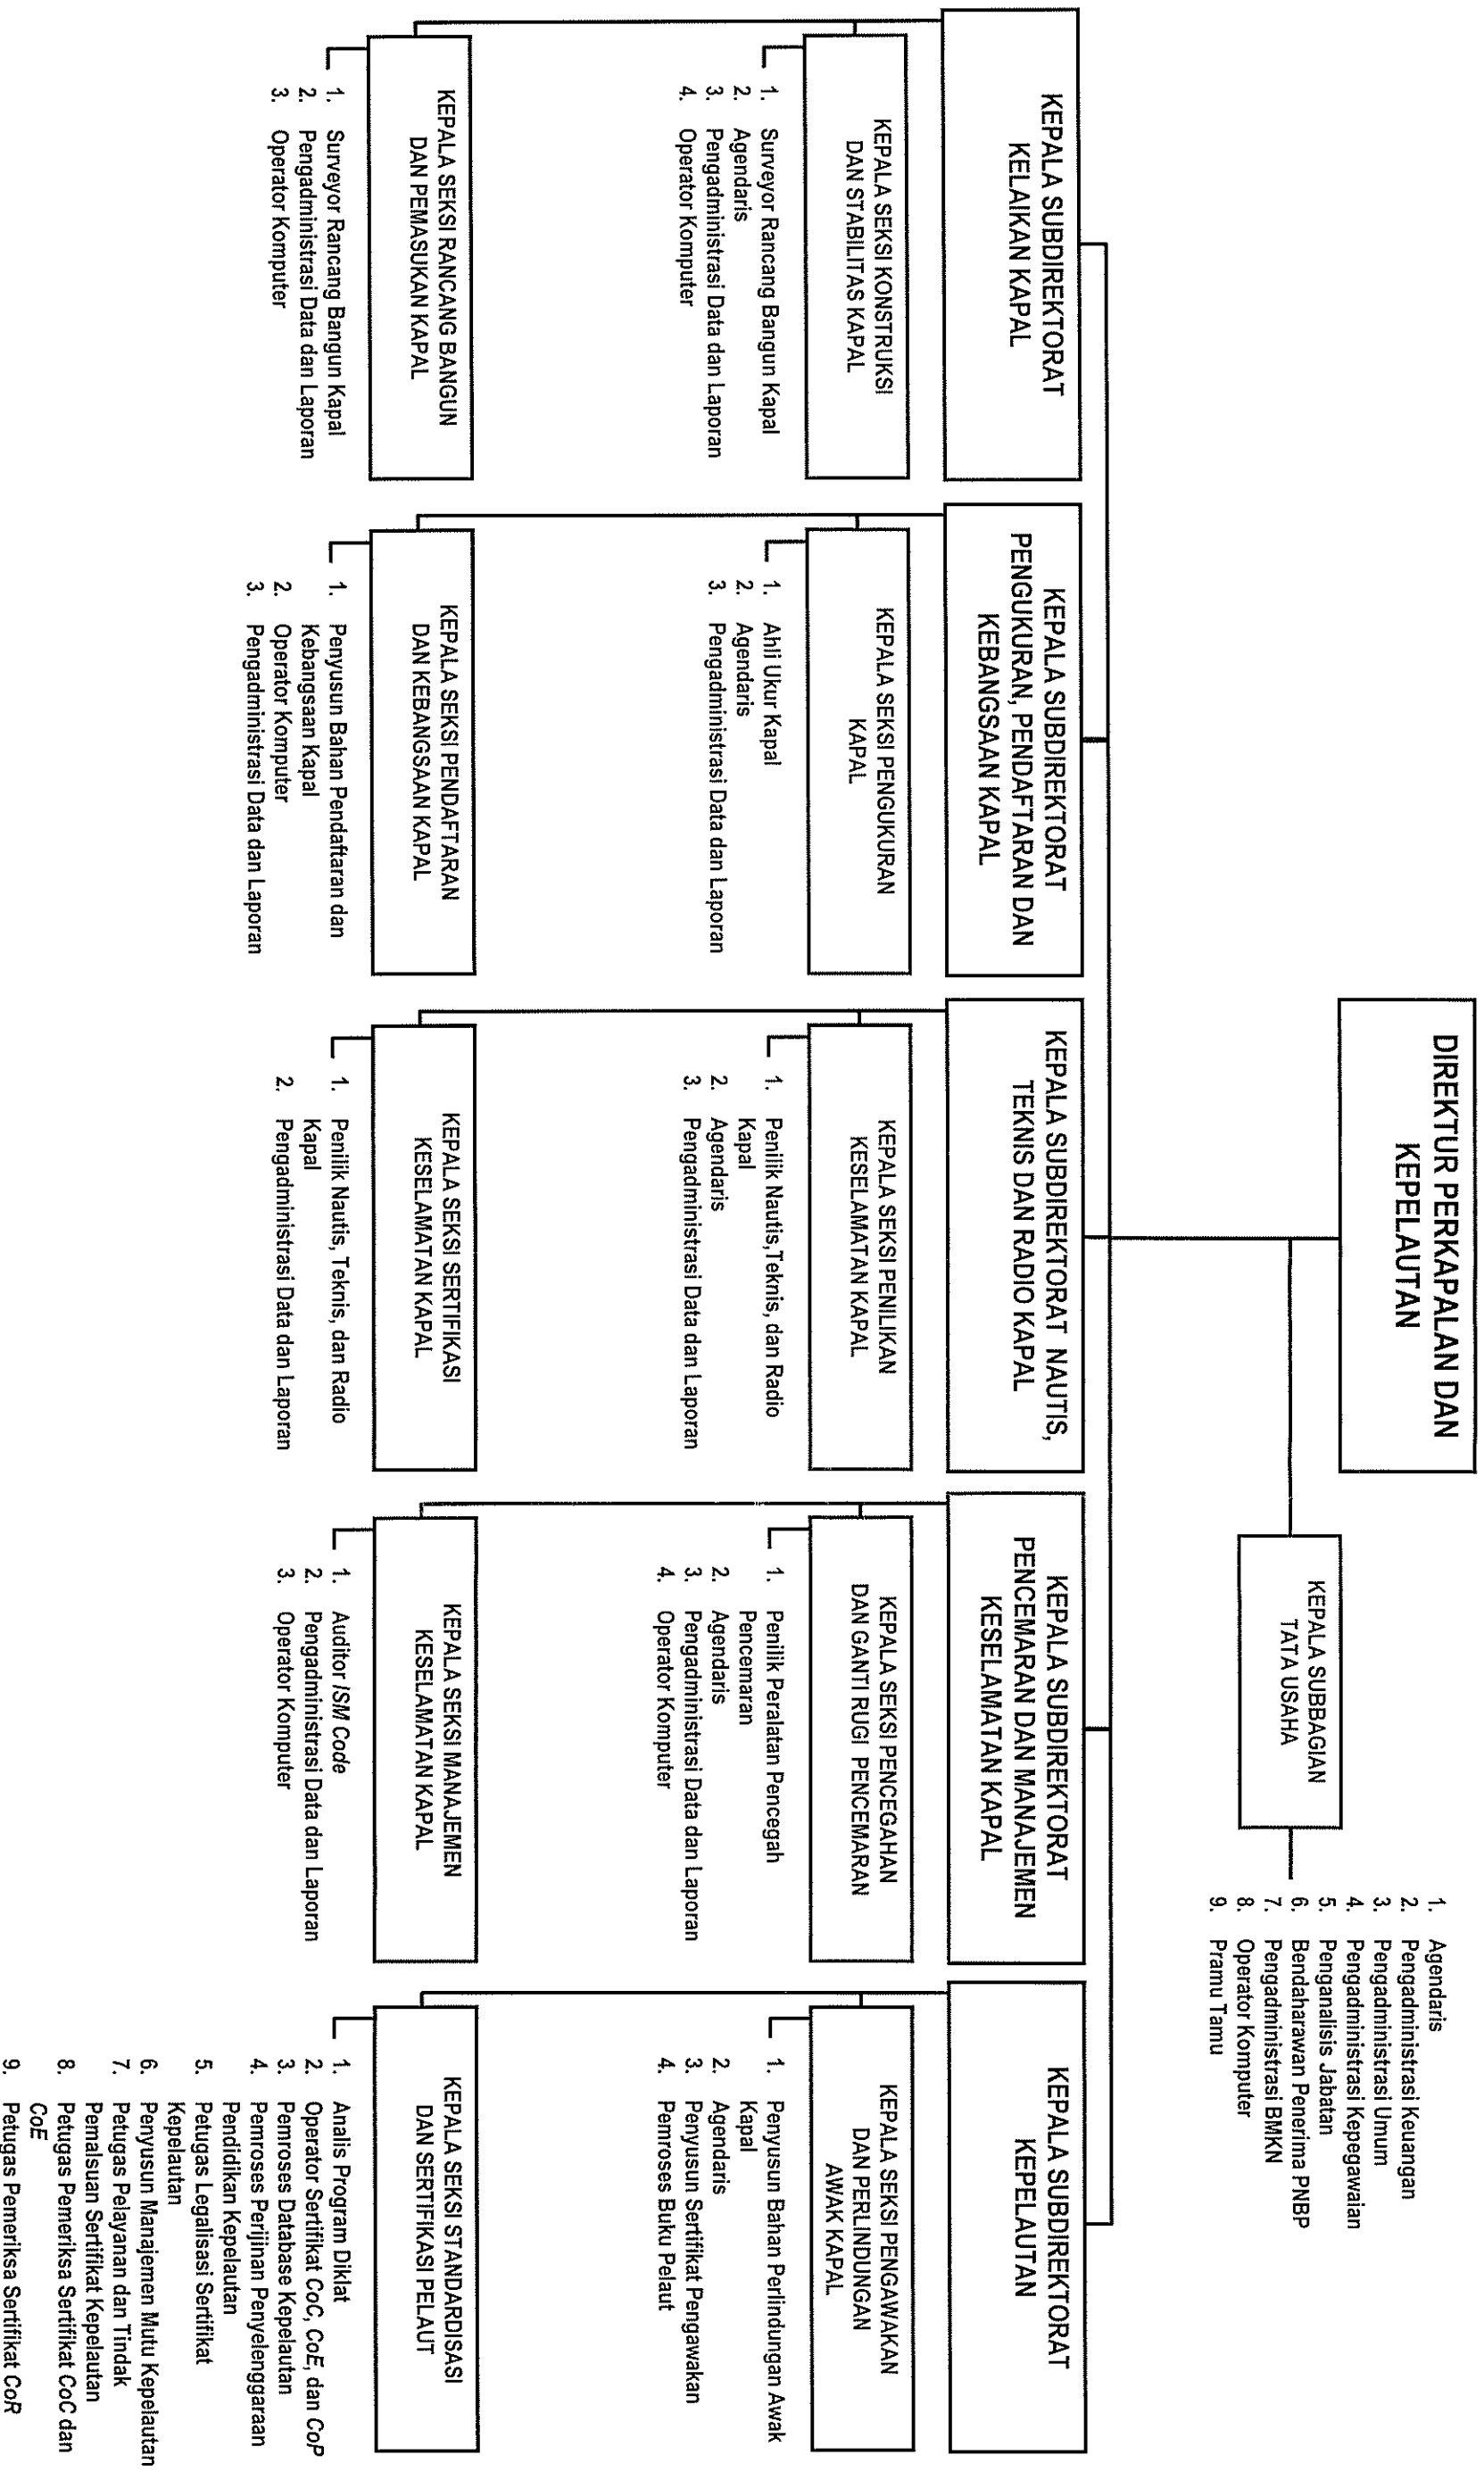 DIREKTUR PERKAPALAN DAN
KEPELAUTAN
KEPALA SUBBAGIAN
TATA USAHA
1. Agendaris
2. Pengadministrasi Keuangan
3. Pengadministrasi Umum
4. Pengadministrasi Kepegawaian
5. Penganalisis Jabatan
6. Bendaharawan Penerima PNBP
7. Pengadministrasi BMKN
8. Operator Komputer
9. Pramu Tamu
KEPALA SUBDIREKTORAT
KELAIKAN KAPAL
KEPALA SEKSI KONSTRUKSI
DAN STABILITAS KAPAL
1. Surveyor Rancang Bangun Kapal
2. Agendaris
3. Pengadministrasi Data dan Laporan
4. Operator Komputer
KEPALA SEKSI RANCANG BANGUN
DAN PEMASUKAN KAPAL
1. Surveyor Rancang Bangun Kapal
2. Pengadministrasi Data dan Laporan
3. Operator Komputer
KEPALA SUBDIREKTORAT
PENGUKURAN, PENDAFTARAN DAN
KEBANGSAAN KAPAL
KEPALA SEKSI PENGUKURAN
KAPAL
1. Ahli Ukur Kapal
2. Agendaris
3. Pengadministrasi Data dan Laporan
KEPALA SEKSI PENDAFTARAN
DAN KEBANGSAAN KAPAL
1. Penyusun Bahan Pendaftaran dan
Kebangsaan Kapal
2. Operator Komputer
3. Pengadministrasi Data dan Laporan
KEPALA SUBDIREKTORAT NAUTIS,
TEKNIS DAN RADIO KAPAL
KEPALA SEKSI PENILIKAN
KESELAMATAN KAPAL
1. Penilik Nautis,Teknis, dan Radio
Kapal
2. Agendaris
3. Pengadministrasi Data dan Laporan
KEPALA SEKSI SERTIFIKASI
KESELAMATAN KAPAL
1. Penilik Nautis, Teknis, dan Radio
Kapal
2. Pengadministrasi Data dan Laporan
KEPALA SUBDIREKTORAT
PENCEMARAN DAN MANAJEMEN
KESELAMATAN KAPAL
KEPALA SEKSI PENCEGAHAN
DAN GANTI RUGI PENCEMARAN
1. Penilik Peralatan Pencegah
Pencemaran
2. Agendaris
3. Pengadministrasi Data dan Laporan
4. Operator Komputer
KEPALA SEKSI MANAJEMEN
KESELAMATAN KAPAL
1. Auditor ISM Code
2. Pengadministrasi Data dan Laporan
3. Operator Komputer
KEPALA SUBDIREKTORAT
KEPELAUTAN
KEPALA SEKSI PENGAWAKAN
DAN PERLINDUNGAN
AWAK KAPAL
1. Penyusun Bahan Perlindungan Awak
Kapal
2. Agendaris
3. Penyusun Sertifikat Pengawakan
4. Pemroses Buku Pelaut
KEPALA SEKSI STANDARDISASI
DAN SERTIFIKASI PELAUT
1. Analis Program Diklat
2. Operator Sertifikat CoC, CoE, dan CoP
3. Pemroses Database Kepelautan
4. Pemroses Perijinan Penyelenggaraan
Pendidikan Kepelautan
5. Petugas Legalisasi Sertifikat
Kepelautan
6. Penyusun Manajemen Mutu Kepelautan
7. Petugas Pelayanan dan Tindak
Pemalsuan Sertifikat Kepelautan
8. Petugas Pemeriksa Sertifikat CoC dan
CoE
9. Petugas Pemeriksa Sertifikat CoR